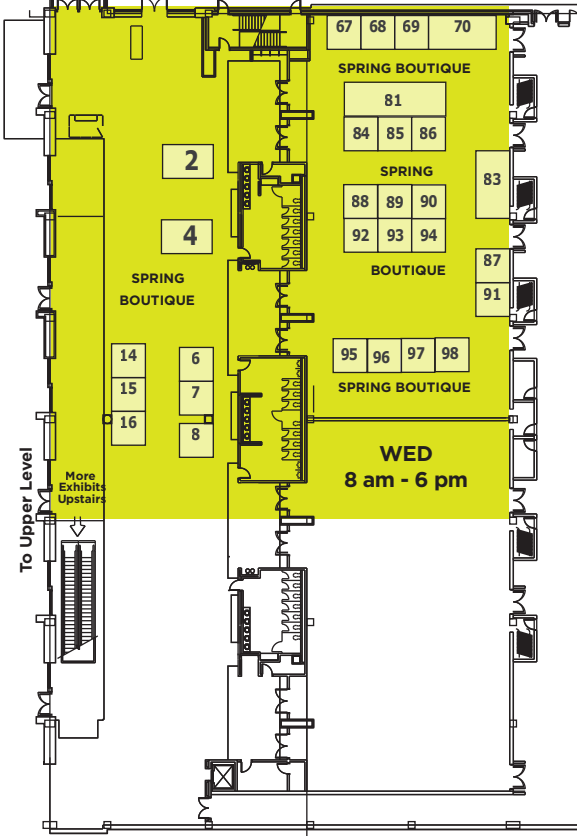 67 68 69 70
SPRING BOUTIQUE
81
84 85 86
SPRING
83
88 89 90
92 93 94
BOUTIQUE
87
91
95 96 97 98
SPRING BOUTIQUE
WED
8 am - 6 pm
2
4
SPRING
BOUTIQUE
14 6
15 7
16 8
To Upper Level
More
Exhibits
Upstairs